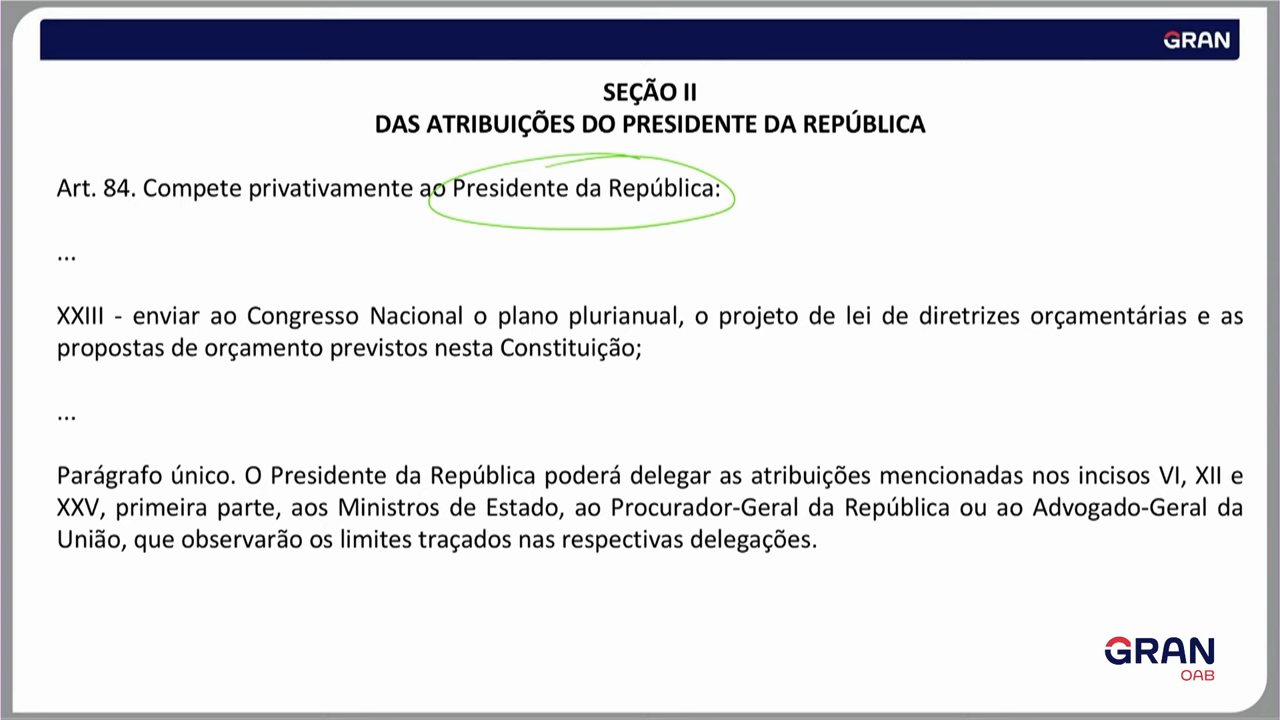 GRAN
SEÇÃO II
DAS ATRIBUIÇÕES DO PRESIDENTE DA REPÚBLICA
Art. 84. Compete privativamente ao Presidente da República:
...
XXIII - enviar ao Congresso Nacional o plano plurianual, o projeto de lei de diretrizes orçamentárias e as
propostas de orçamento previstos nesta Constituição;
...
Parágrafo único. O Presidente da República poderá delegar as atribuições mencionadas nos incisos VI, XII e
XXV, primeira parte, aos Ministros de Estado, ao Procurador-Geral da República ou ao Advogado-Geral da
União, que observarão os limites traçados nas respectivas delegações.
GRAN
OAB